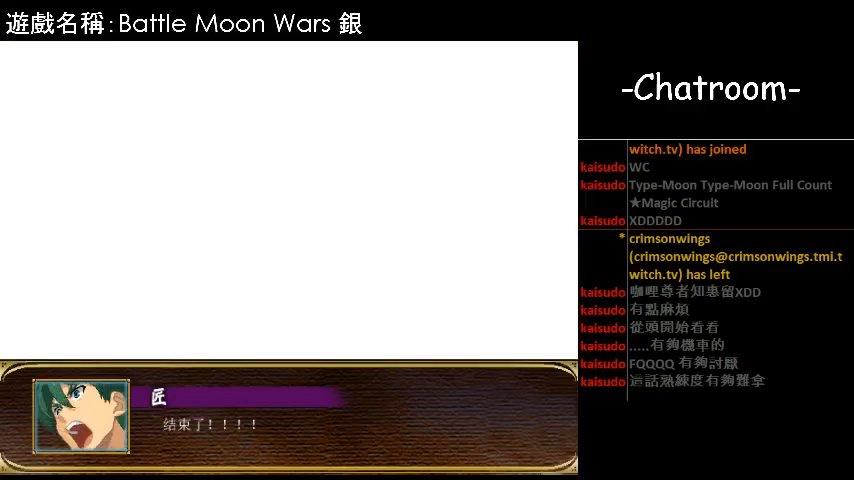 遊戲名稱：Battle Moon Wars 銀
-Chatroom-
witch.tv) has joined
kaisudo WC
kaisudo Type-Moon Type-Moon Full Count
★Magic Circuit
kaisudo XDDDDD
* crimsonwings
(crimsonwings@crimsonwings.tmi.t
witch.tv) has left
kaisudo 咖哩尊者知惠留XDD
kaisudo 有點麻煩
kaisudo 從頭開始看看
kaisudo .....有夠機車的
kaisudo FQQQQ 有夠討厭
kaisudo 這話熟練度有夠難拿
匠
结束了！！！！